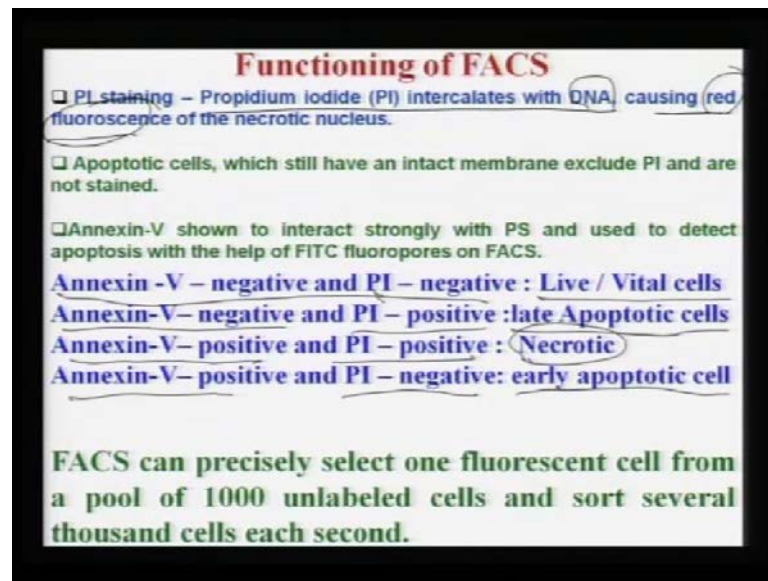 Functioning of FACS
❑ PI staining – Propidium iodide (PI) intercalates with DNA, causing red
fluoroscence of the necrotic nucleus.
❑ Apoptotic cells, which still have an intact membrane exclude PI and are
not stained.
❑Annexin-V shown to interact strongly with PS and used to detect
apoptosis with the help of FITC fluoropores on FACS.
Annexin -V – negative and PI – negative : Live / Vital cells
Annexin-V– negative and PI – positive :late Apoptotic cells
Annexin-V– positive and PI – positive : Necrotic
Annexin-V– positive and PI – negative: early apoptotic cell
FACS can precisely select one fluorescent cell from
a pool of 1000 unlabeled cells and sort several
thousand cells each second.